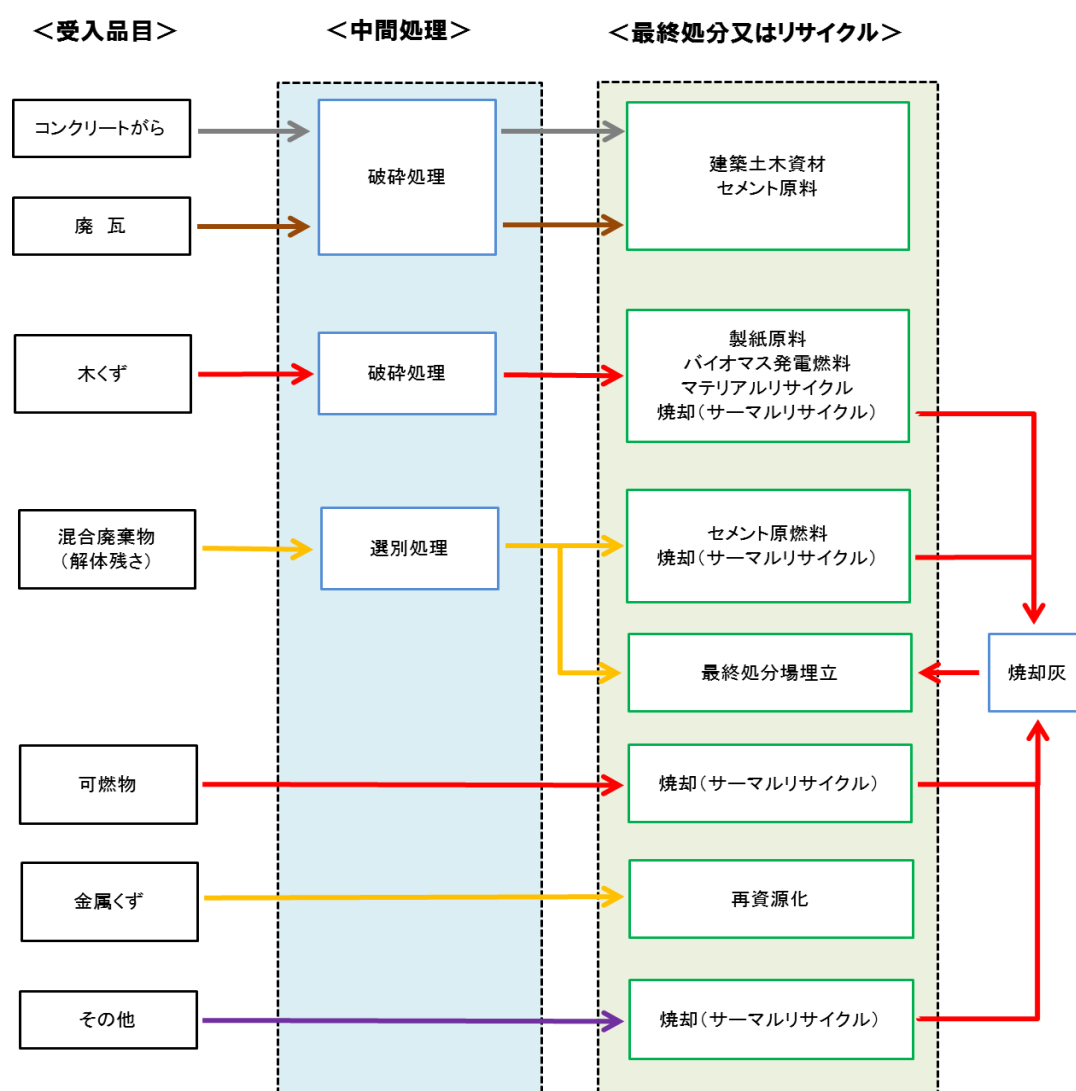 <受入品目>
<中間処理>
<最終処分又はリサイクル>
コンクリートがら
破砕処理
建築土木資材
セメント原料
廃　瓦
木くず
破砕処理
製紙原料
バイオマス発電燃料
マテリアルリサイクル
焼却(サーマルリサイクル)
混合廃棄物
(解体残さ)
選別処理
セメント原燃料
焼却(サーマルリサイクル)
最終処分場埋立
焼却灰
可燃物
焼却(サーマルリサイクル)
金属くず
再資源化
その他
焼却(サーマルリサイクル)